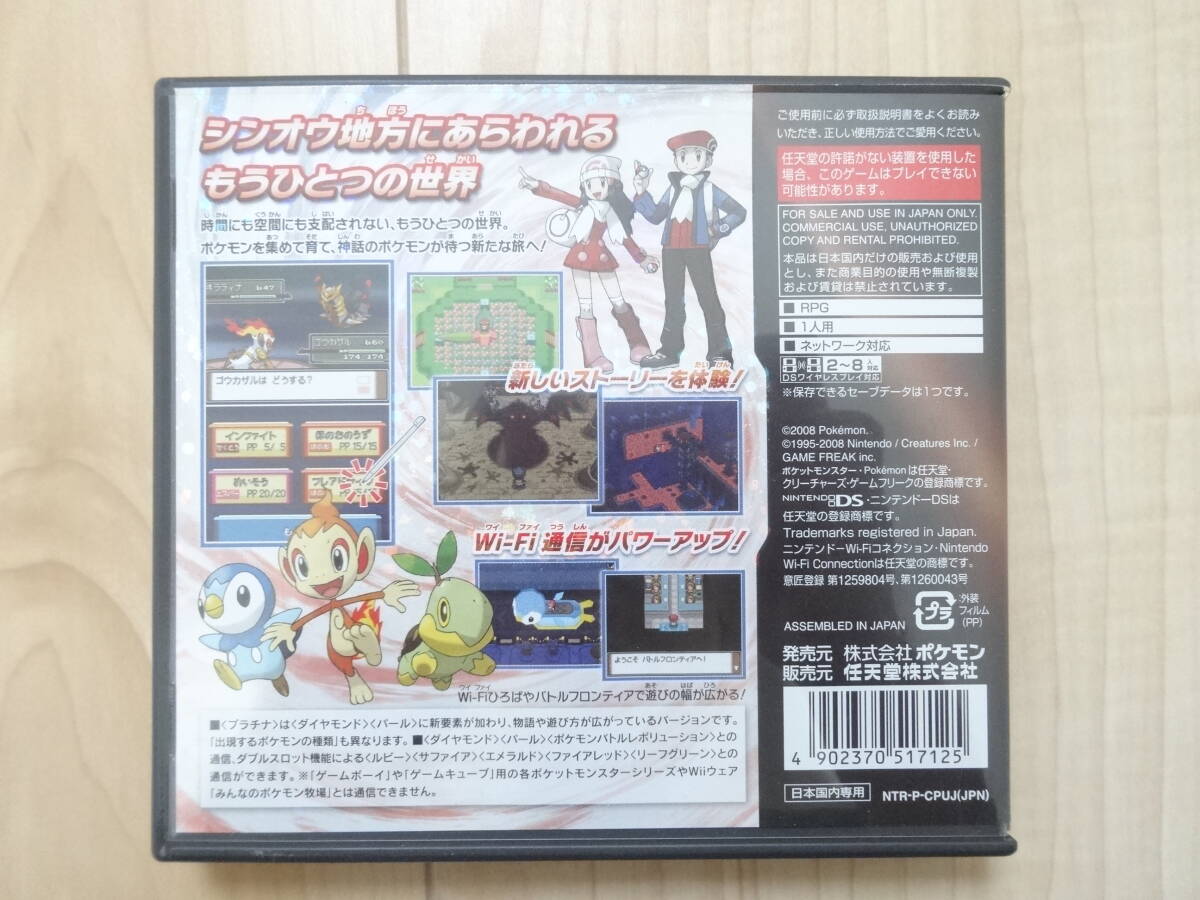 シンオウ地方にあらわれる
もうひとつの世界
時間にも空間にも支配されない、もうひとつの世界。
ポケモンを集めて育て、神話のポケモンが待つ新たな旅へ!
ギラティナ Lv47
ゴウカザル Lv60
174/174
ゴウカザルは どうする?
インファイト
PP 5/5
ほのおのうず
PP 15/15
めいそう
PP 20/20
新しいストーリーを体験!
Wi-Fi 通信がパワーアップ!
ようこそ バトルフロンティアへ!
Wi-Fiひろばやバトルフロンティアで遊びの幅が広がる!
■〈プラチナ〉は〈ダイヤモンド〉〈パール〉に新要素が加わり、物語や遊び方が広がっているバージョンです。
「出現するポケモンの種類」も異なります。■〈ダイヤモンド〉〈パール〉〈ポケモンバトルレボリューション〉との
通信、ダブルスロット機能による〈ルビー〉〈サファイア〉〈エメラルド〉〈ファイアレッド〉〈リーフグリーン〉との
通信ができます。※「ゲームボーイ」や「ゲームキューブ」用の各ポケットモンスターシリーズやWiiウェア
「みんなのポケモン牧場」とは通信できません。
ご使用前に必ず取扱説明書をよくお読み
いただき、正しい使用方法でご愛用ください。
任天堂の許諾がない装置を使用した
場合、このゲームはプレイできない
可能性があります。
FOR SALE AND USE IN JAPAN ONLY.
COMMERCIAL USE, UNAUTHORIZED
COPY AND RENTAL PROHIBITED.
本品は日本国内だけの販売および使用
とし、また商業目的の使用や無断複製
および賃貸は禁止されています。
■ RPG
■ 1人用
■ ネットワーク対応
2〜8人対応
DSワイヤレスプレイ対応
※保存できるセーブデータは1つです。
©2008 Pokémon.
©1995-2008 Nintendo / Creatures Inc. /
GAME FREAK inc.
ポケットモンスター・Pokémonは任天堂・
クリーチャーズ・ゲームフリークの登録商標です。
NINTENDO DS・ニンテンドーDSは
任天堂の登録商標です。
Trademarks registered in Japan.
ニンテンドーWi-Fiコネクション・Nintendo
Wi-Fi Connectionは任天堂の商標です。
意匠登録 第1259804号、第1260043号
プラ
:外装
フィルム
(PP)
ASSEMBLED IN JAPAN
発売元 株式会社 ポケモン
販売元 任天堂株式会社
4 902370 517125
日本国内専用
NTR-P-CPUJ(JPN)